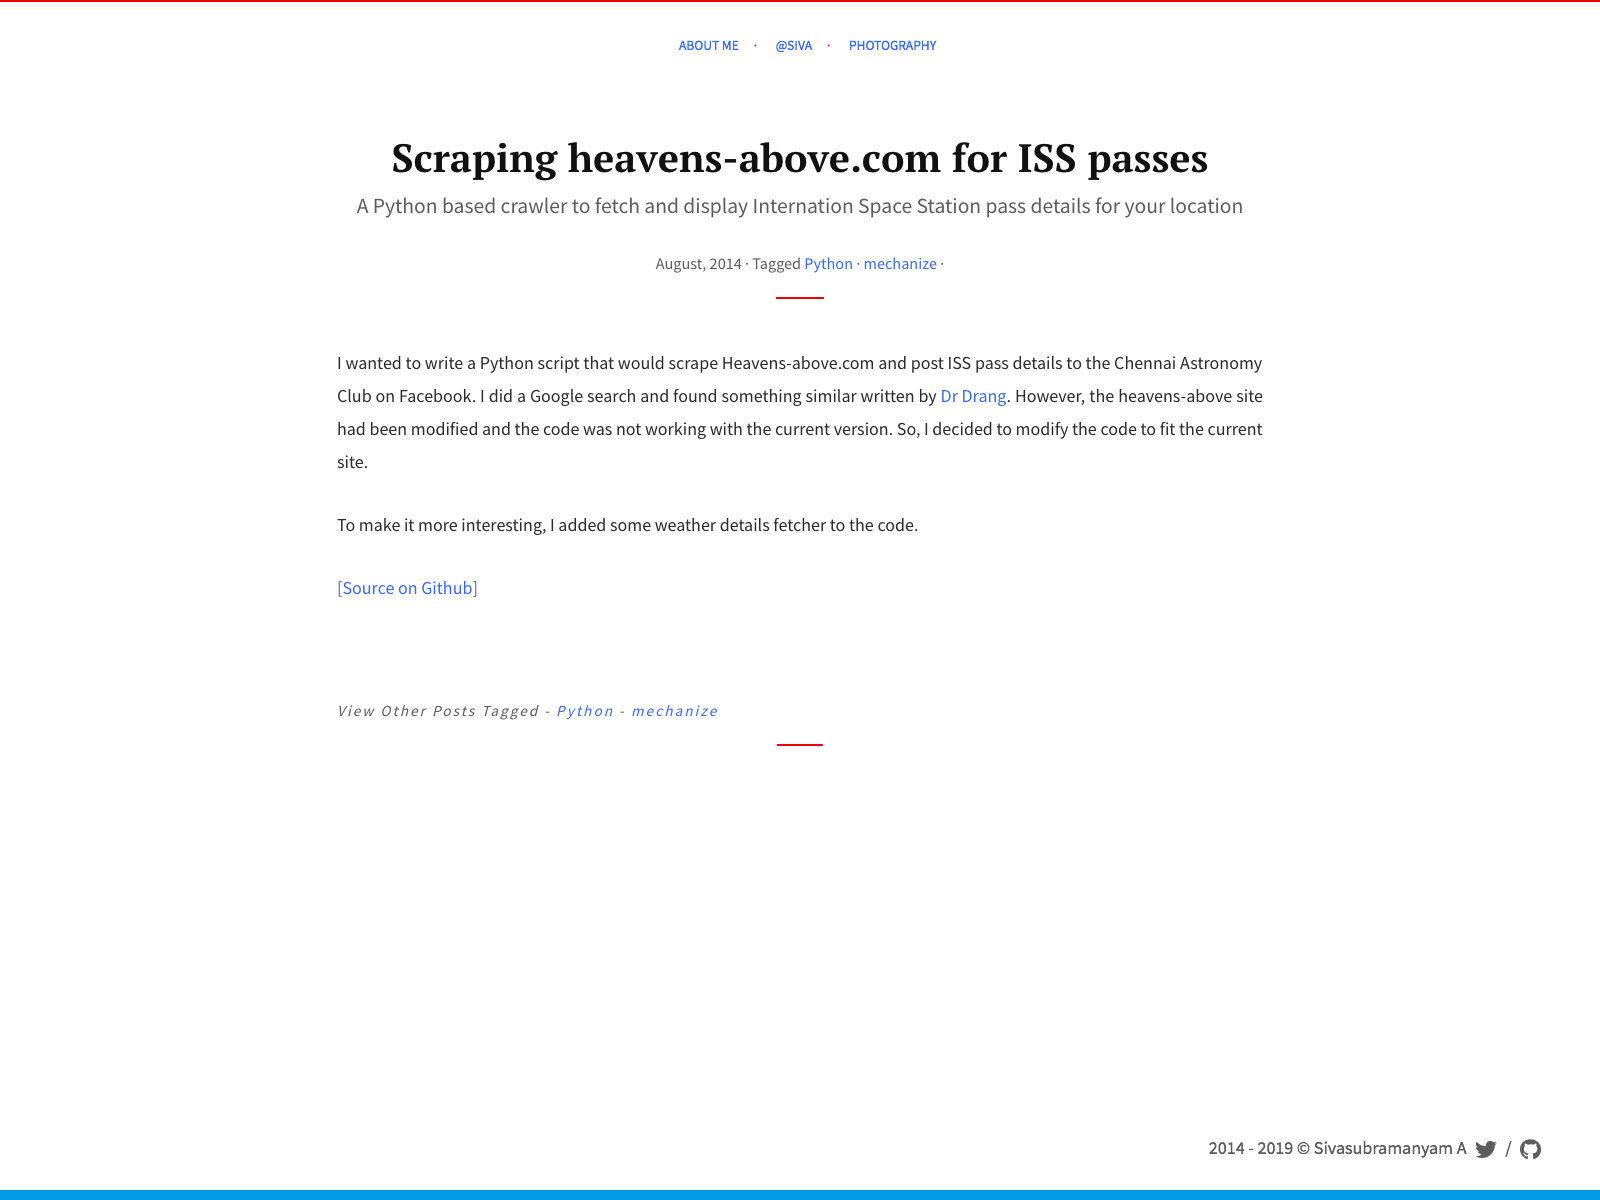 ABOUT ME · @SIVA · PHOTOGRAPHY
Scraping heavens-above.com for ISS passes
A Python based crawler to fetch and display Internation Space Station pass details for your location
August, 2014 · Tagged Python · mechanize ·
I wanted to write a Python script that would scrape Heavens-above.com and post ISS pass details to the Chennai Astronomy
Club on Facebook. I did a Google search and found something similar written by Dr Drang. However, the heavens-above site
had been modified and the code was not working with the current version. So, I decided to modify the code to fit the current
site.
To make it more interesting, I added some weather details fetcher to the code.
[Source on Github]
View Other Posts Tagged - Python - mechanize
2014 - 2019 © Sivasubramanyam A /